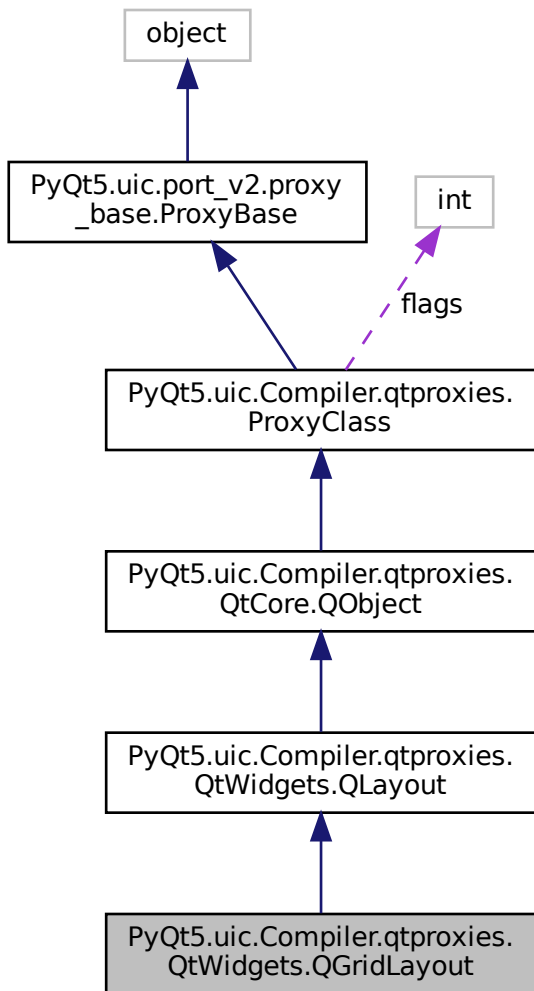 object
PyQt5.uic.port_v2.proxy
_base.ProxyBase
int
flags
PyQt5.uic.Compiler.qtproxies.
ProxyClass
PyQt5.uic.Compiler.qtproxies.
QtCore.QObject
PyQt5.uic.Compiler.qtproxies.
QtWidgets.QLayout
PyQt5.uic.Compiler.qtproxies.
QtWidgets.QGridLayout